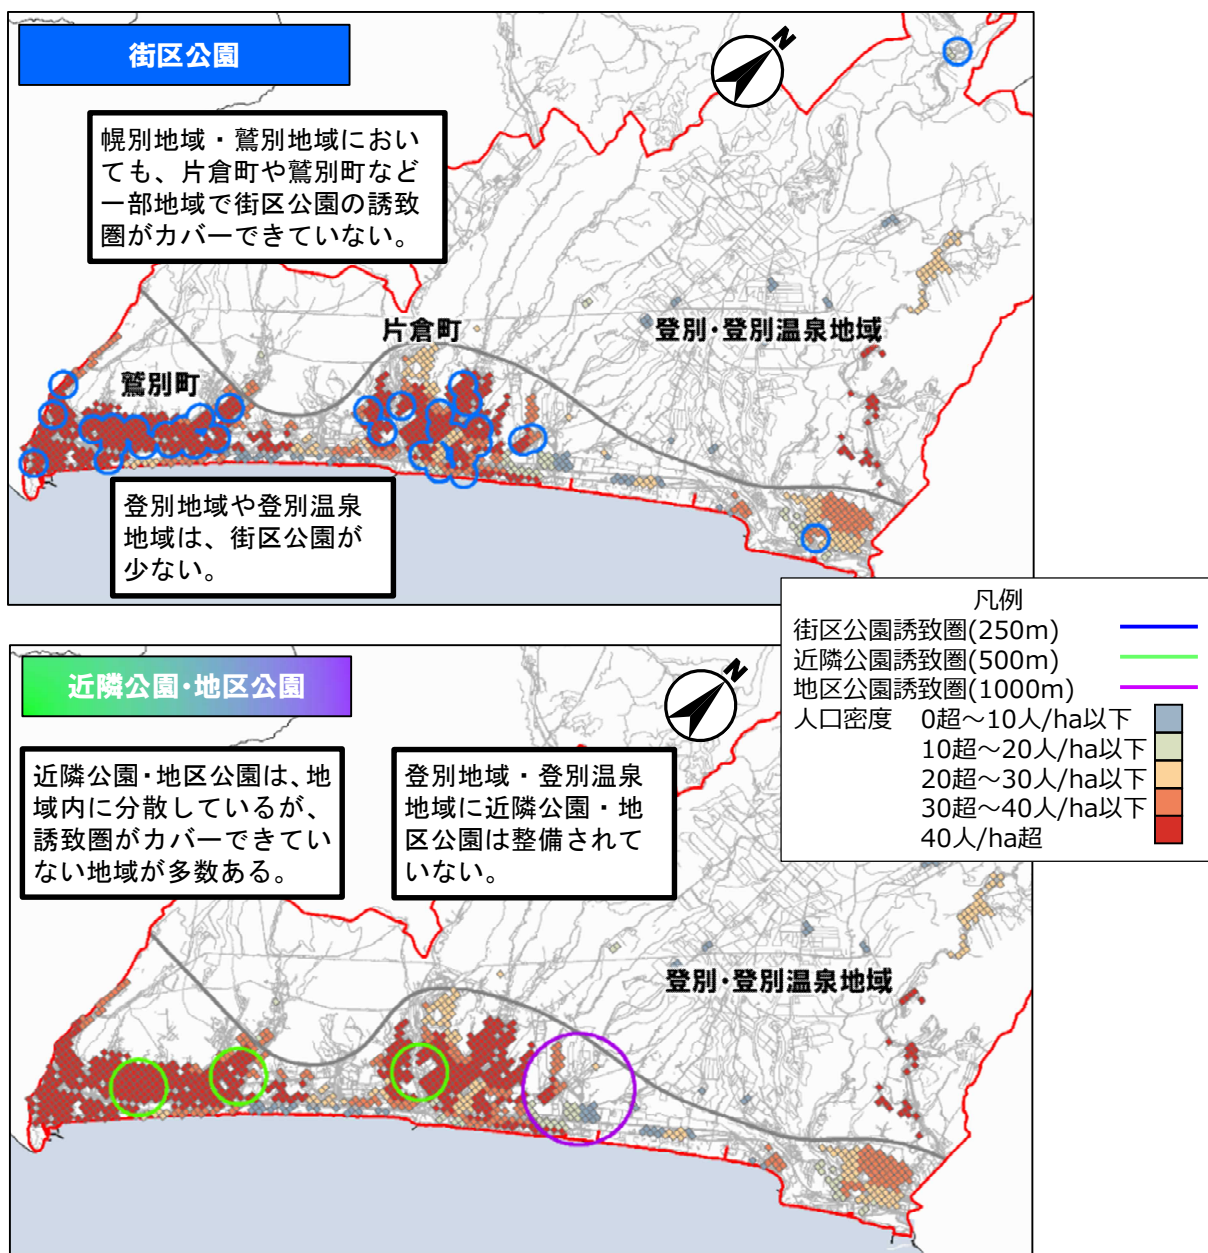 街区公園
N
幌別地域・鷲別地域におい
ても、片倉町や鷲別町など
一部地域で街区公園の誘致
圏がカバーできていない。
片倉町
登別・登別温泉地域
鷲別町
登別地域や登別温泉
地域は、街区公園が
少ない。
凡例
街区公園誘致圏(250m)
近隣公園誘致圏(500m)
地区公園誘致圏(1000m)
人口密度 0超～10人/ha以下
10超～20人/ha以下
20超～30人/ha以下
30超～40人/ha以下
40人/ha超
近隣公園・地区公園
N
近隣公園・地区公園は、地
域内に分散しているが、
誘致圏がカバーできてい
ない地域が多数ある。
登別地域・登別温泉
地域に近隣公園・地
区公園は整備されて
いない。
登別・登別温泉地域